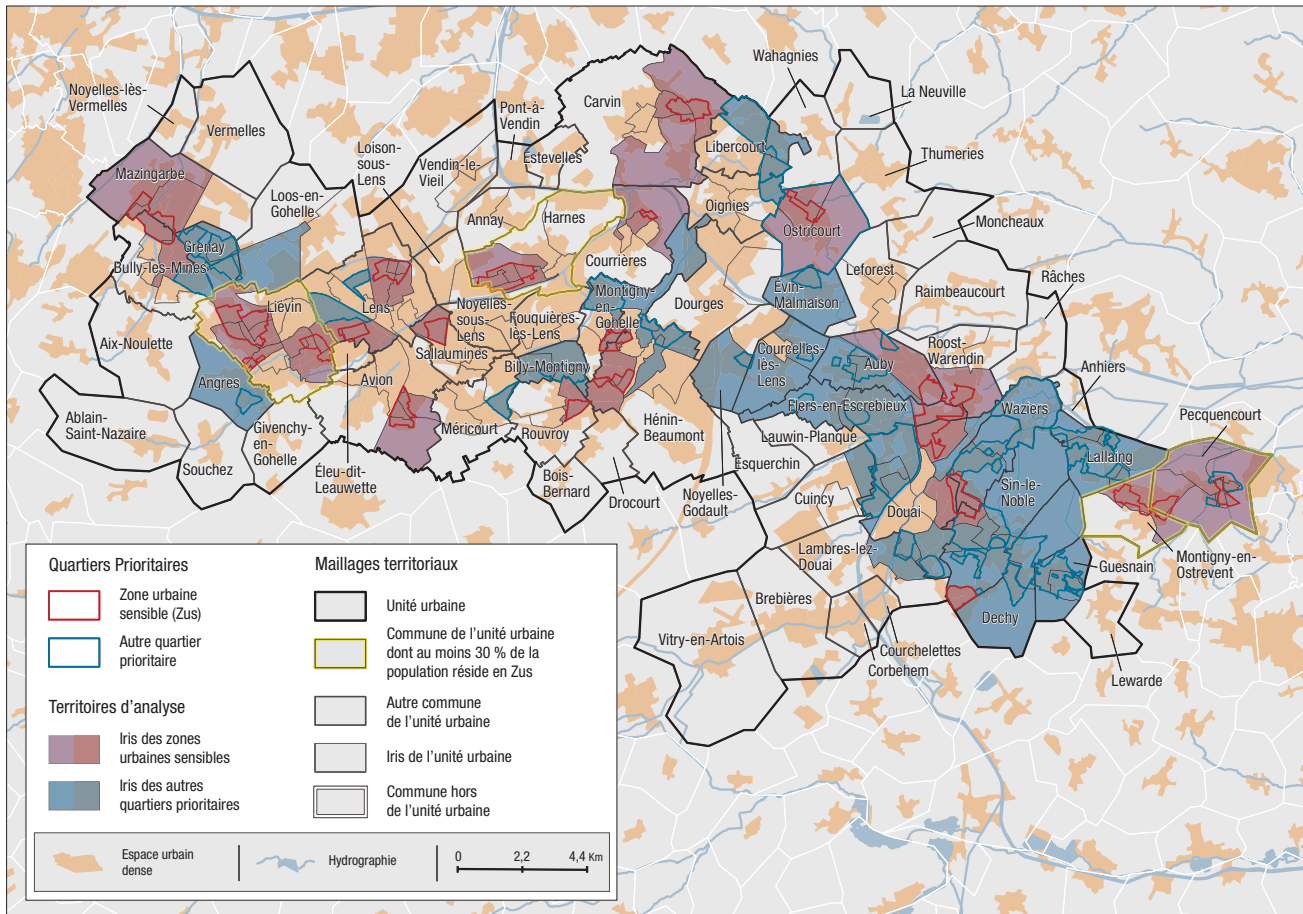 Wahagnies
La Neuville
Noyelles-lès-
Vermelles
Vermelles
Carvin
Pont-à-
Vendin
Estevelles
Libercourt
Thumeries
Loison-
sous-
Lens
Vendin-le-
Vieil
Mazingarbe
Loos-en-
Gohelle
Annay
Harnes
Oignies
Ostricourt
Moncheaux
Grenay
Bully-les-Mines
Courrières
Leforest
Râches
Evin-
Malmaison
Raimbeaucourt
Liévin
Lens
Montigny-
en-
Gohelle
Dourges
Noyelles-
sous-
Lens
Fouquières-
lès-Lens
Aix-Noulette
Sallaumines
Courcelles-
lès-
Lens
Auby
Roost-
Warendin
Billy-Montigny
Angres
Avion
Anhiers
Flers-en-Escrebieux
Waziers
Pecquencourt
Ablain-
Saint-Nazaire
Givenchy-
en-
Gohelle
Méricourt
Rouvroy
Hénin-
Beaumont
Lauwin-Planque
Lallaing
Souchez
Éleu-dit-
Leauwette
Bois-
Bernard
Drocourt
Noyelles-
Godault
Esquerchin
Cuincy
Douai
Sin-le-
Noble
Lambres-lez-
Douai
Guesnain
Montigny-en-
Ostrevent
Brebières
Dechy
Vitry-en-Artois
Courchelettes
Corbehem
Lewarde
Quartiers Prioritaires
Zone urbaine
sensible (Zus)
Autre quartier
prioritaire
Territoires d'analyse
Iris des zones
urbaines sensibles
Iris des autres
quartiers prioritaires
Maillages territoriaux
Unité urbaine
Commune de l'unité urbaine
dont au moins 30 % de la
population réside en Zus
Autre commune
de l'unité urbaine
Iris de l'unité urbaine
Commune hors
de l'unité urbaine
Espace urbain
dense
Hydrographie
0 2,2 4,4 Km